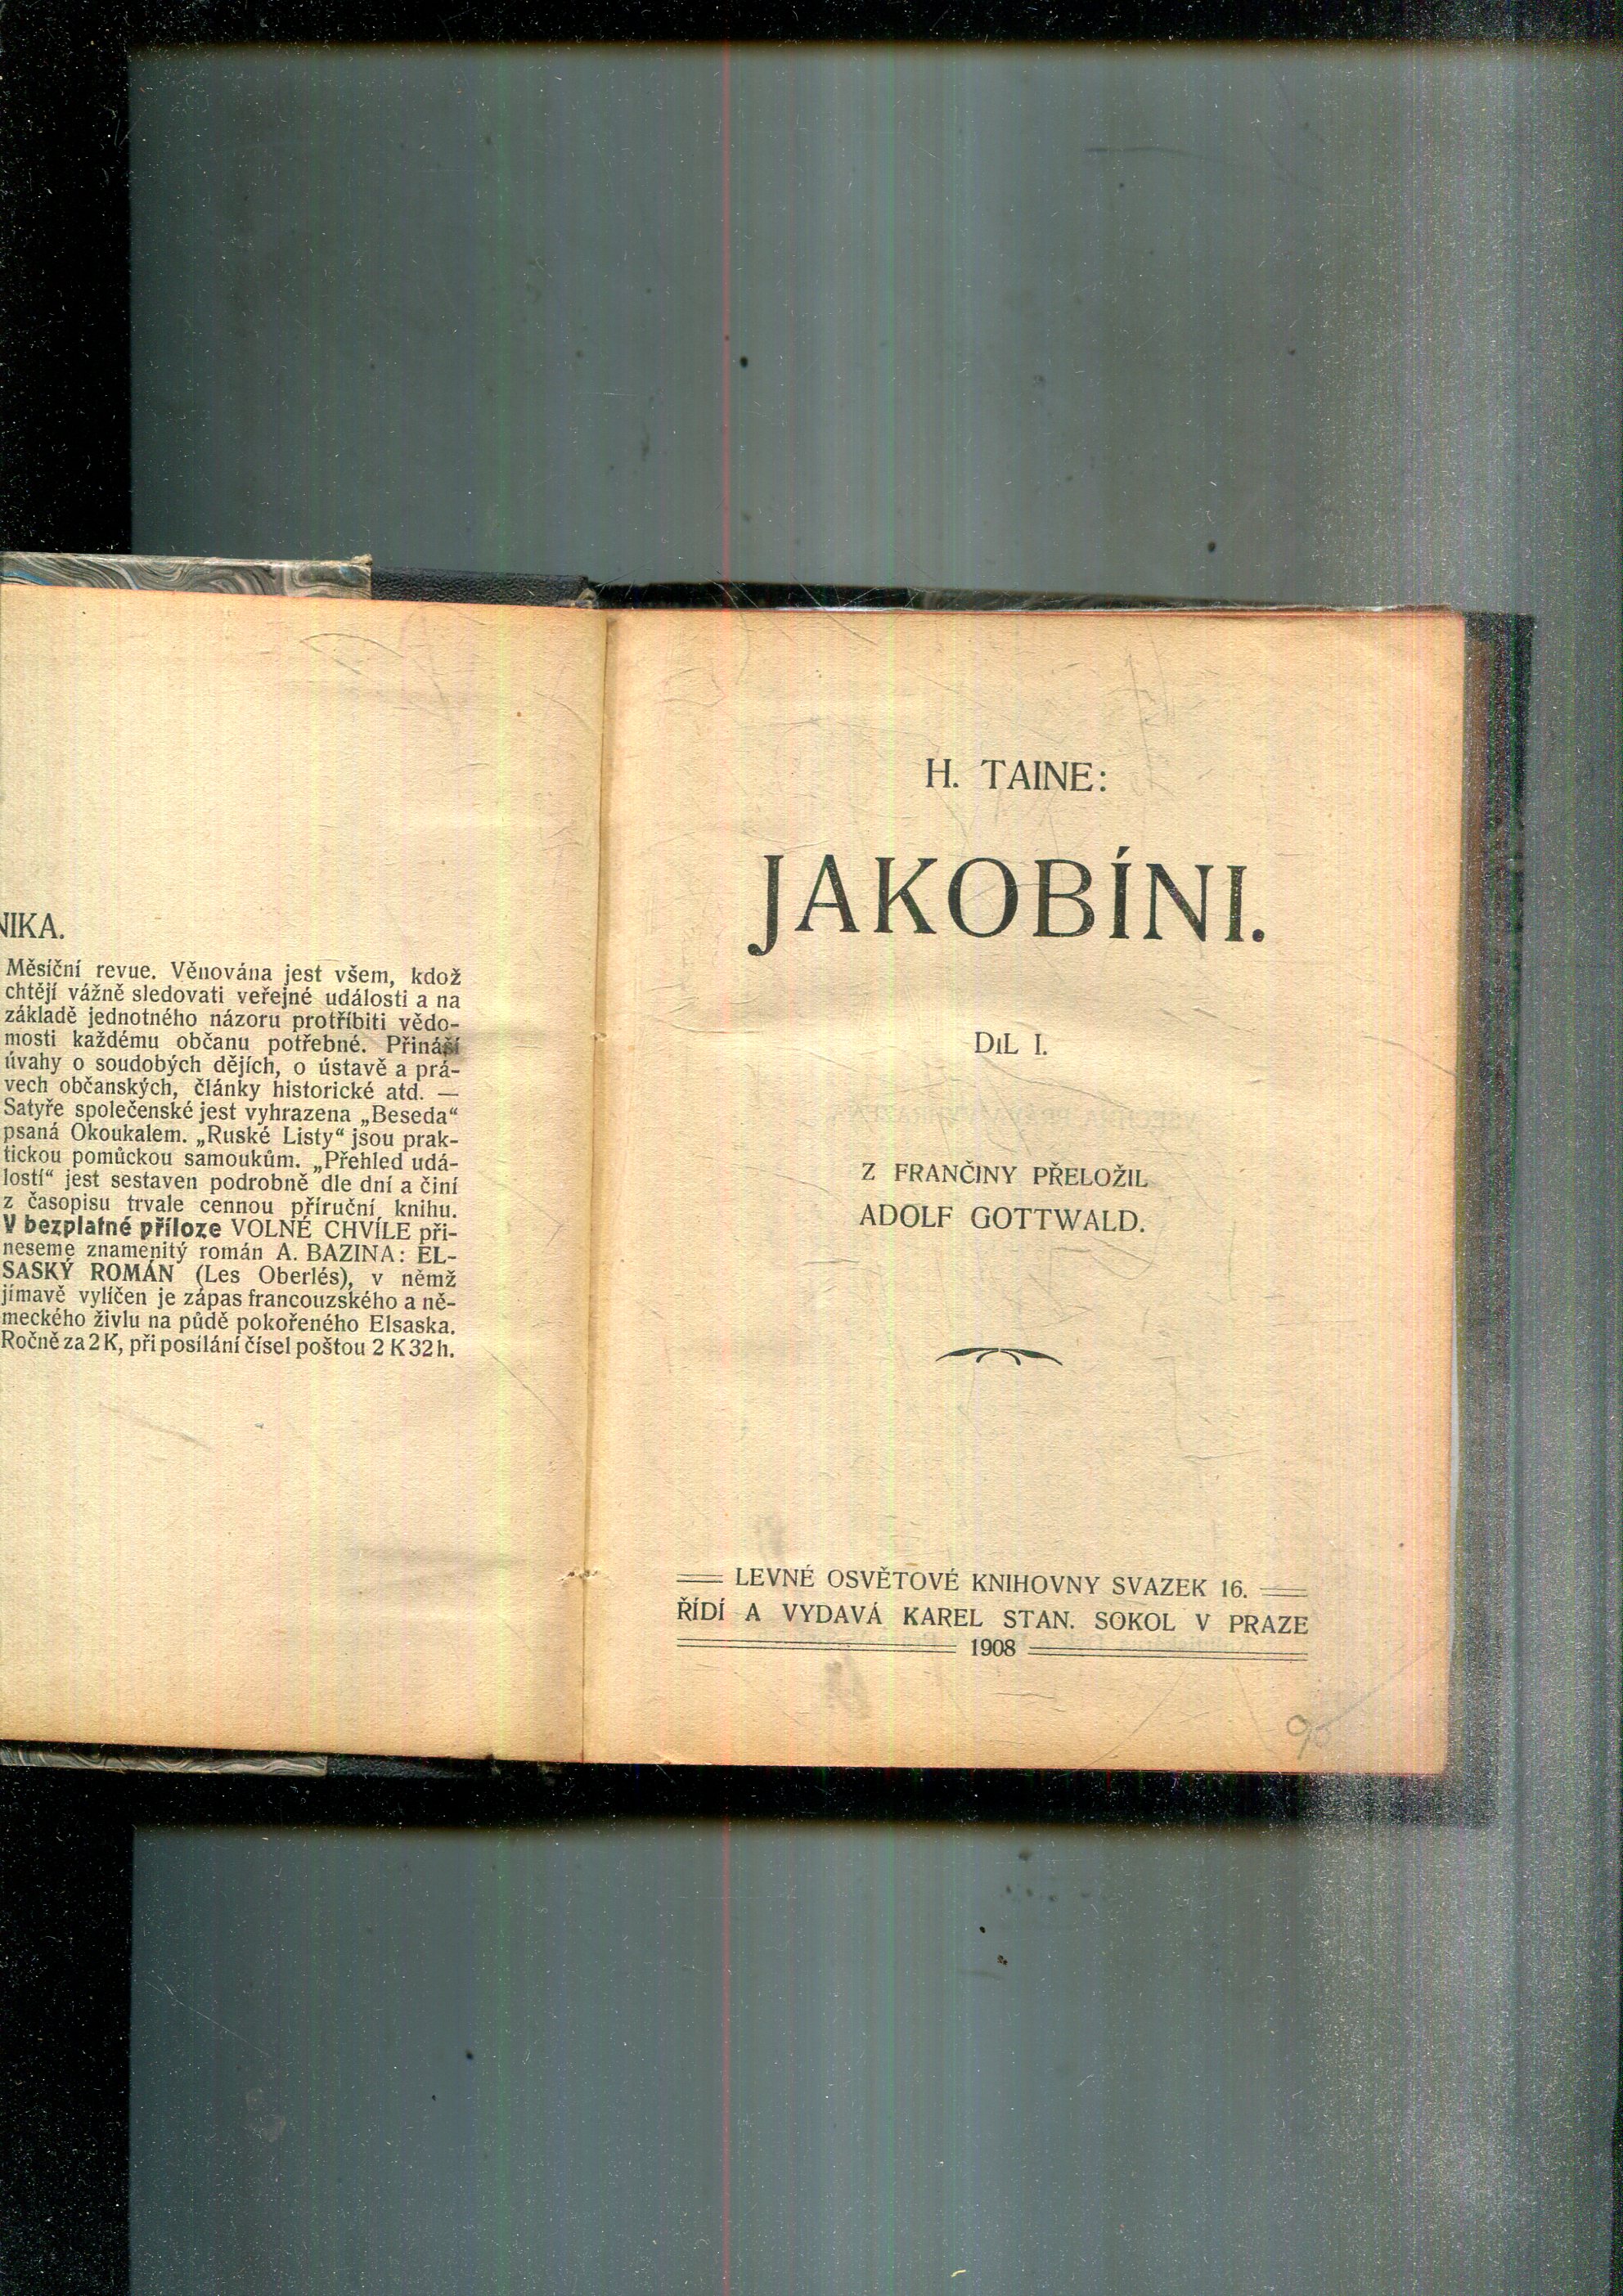 NIKA.
Měsíční revue. Věnována jest všem, kdož
chtějí vážně sledovati veřejné události a na
základě jednotného názoru protříbiti vědo-
mosti každému občanu potřebné. Přináší
úvahy o soudobých dějích, o ústavě a prá-
vech občanských, články historické atd. —
Satyře společenské jest vyhrazena „Beseda“
psaná Okoukalem. „Ruské Listy“ jsou prak-
tickou pomůckou samoukům. „Přehled udá-
lostí“ jest sestaven podrobně dle dní a činí
z časopisu trvale cennou příruční knihu.
V bezplatné příloze VOLNÉ CHVÍLE při-
neseme znamenitý román A. BAZINA: EL-
SASKÝ ROMÁN (Les Oberlés), v němž
jímavě vylíčen je zápas francouzského a ně-
meckého živlu na půdě pokořeného Elsaska.
Ročně za 2 K, při posílání čísel poštou 2 K 32 h.
H. TAINE:
JAKOBÍNI.
DíL I.
Z FRANČINY PŘELOŽIL
ADOLF GOTTWALD.
LEVNÉ OSVĚTOVÉ KNIHOVNY SVAZEK 16.
ŘÍDÍ A VYDAVÁ KAREL STAN. SOKOL V PRAZE
1908